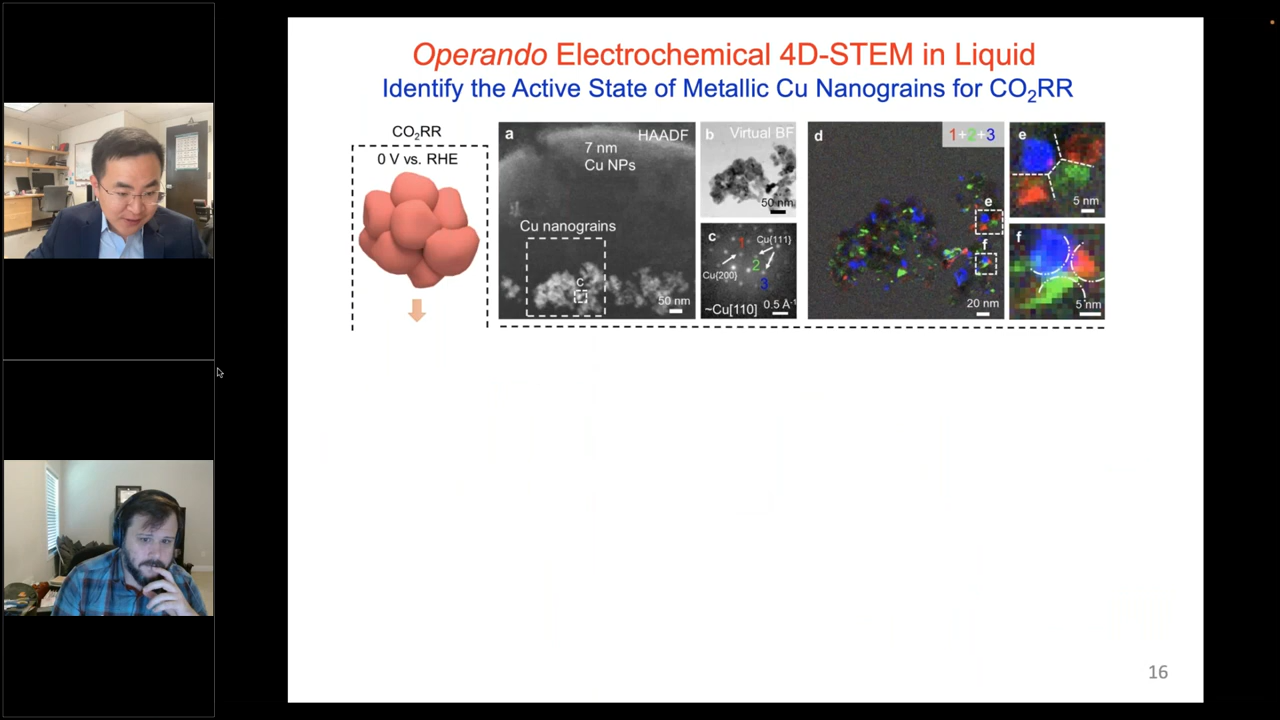 Operando Electrochemical 4D-STEM in Liquid
Identify the Active State of Metallic Cu Nanograins for CO₂RR
CO₂RR
0 V vs. RHE
a
HAADF
7 nm
Cu NPs
Cu nanograins
c
50 nm
b
Virtual BF
50 nm
c
1
Cu{111}
2
Cu{200}
3
~Cu[110]
0.5 Å⁻¹
d
1+2+3
e
f
20 nm
e
5 nm
f
5 nm
16